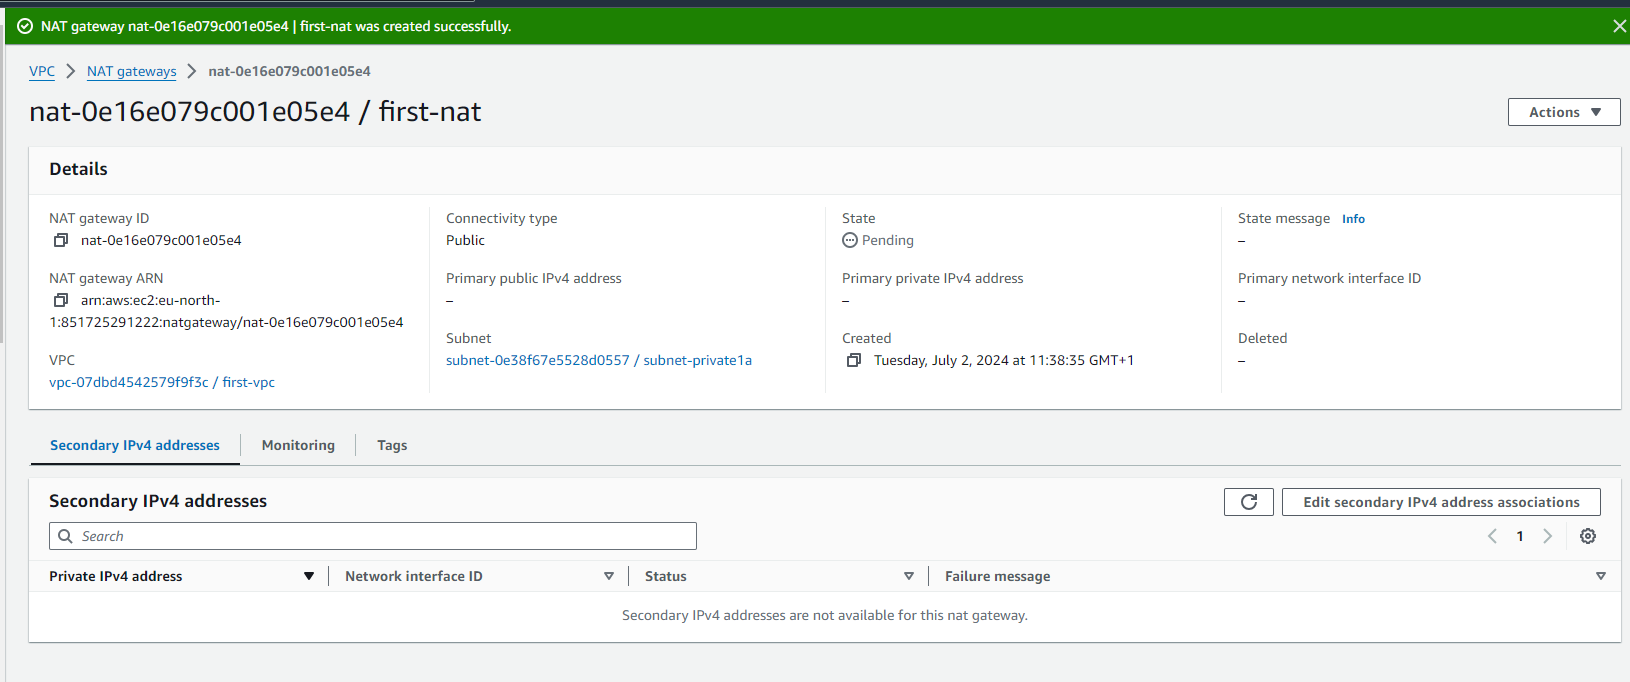 NAT gateway nat-0e16e079c001e05e4 | first-nat was created successfully.
VPC > NAT gateways > nat-0e16e079c001e05e4
nat-0e16e079c001e05e4 / first-nat
Actions
Details
NAT gateway ID
nat-0e16e079c001e05e4
NAT gateway ARN
arn:aws:ec2:eu-north-
1:851725291222:natgateway/nat-0e16e079c001e05e4
VPC
vpc-07dbd4542579f9f3c / first-vpc
Connectivity type
Public
Primary public IPv4 address
–
Subnet
subnet-0e38f67e5528d0557 / subnet-private1a
State
Pending
Primary private IPv4 address
–
Created
Tuesday, July 2, 2024 at 11:38:35 GMT+1
State message Info
–
Primary network interface ID
–
Deleted
–
Secondary IPv4 addresses
Monitoring
Tags
Secondary IPv4 addresses
Edit secondary IPv4 address associations
Search
1
Private IPv4 address
Network interface ID
Status
Failure message
Secondary IPv4 addresses are not available for this nat gateway.